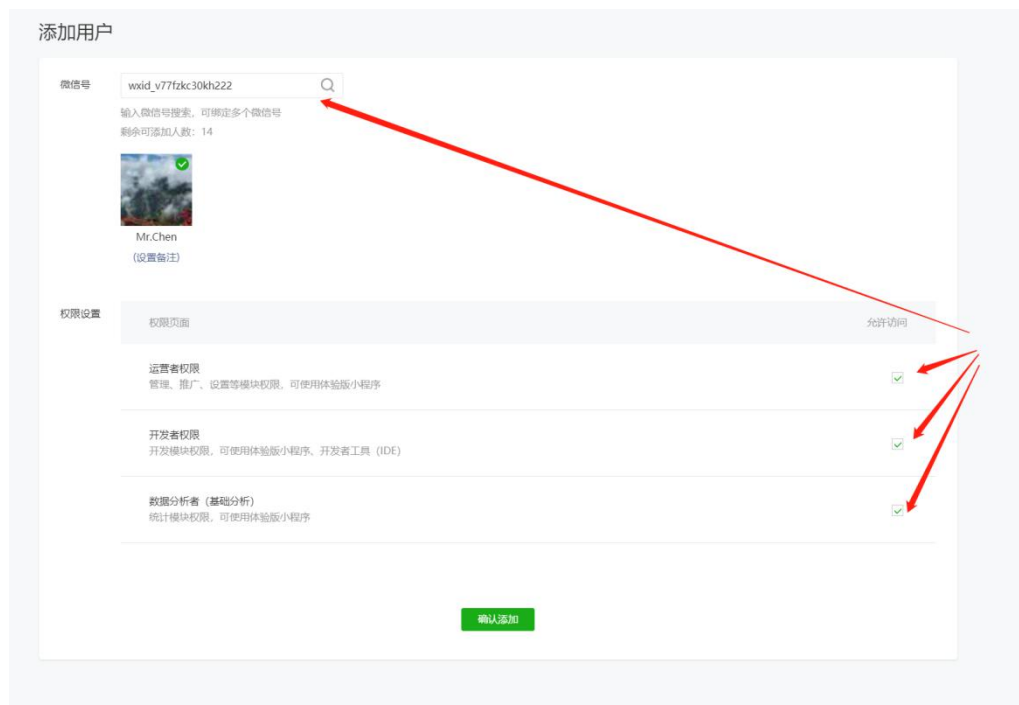 添加用户
微信号
wxid_v77fzkc30kh222
输入微信号搜索，可绑定多个微信号
剩余可添加人数：14
Mr.Chen
(设置备注)
权限设置
权限页面
允许访问
运营者权限
管理、推广、设置等模块权限，可使用体验版小程序
开发者权限
开发模块权限，可使用体验版小程序、开发者工具（IDE）
数据分析者（基础分析）
统计模块权限，可使用体验版小程序
确认添加